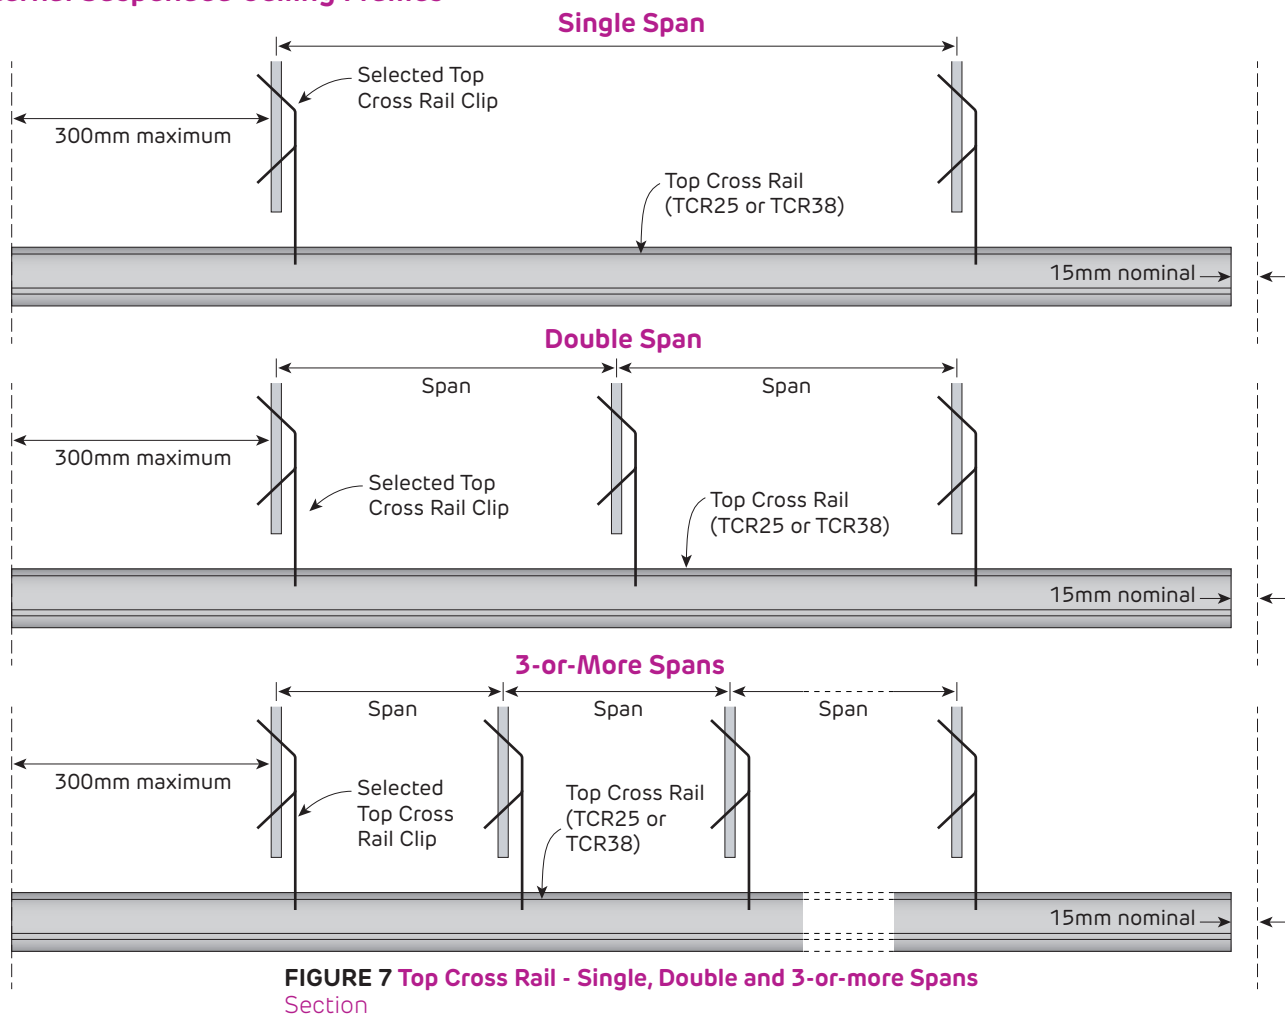 Suspended Ceiling Frames
Single Span
Selected Top
Cross Rail Clip
300mm maximum
Top Cross Rail
(TCR25 or TCR38)
15mm nominal
Double Span
Span
Span
300mm maximum
Selected Top
Cross Rail Clip
Top Cross Rail
(TCR25 or TCR38)
15mm nominal
3-or-More Spans
Span
Span
Span
300mm maximum
Selected
Top Cross
Rail Clip
Top Cross Rail
(TCR25 or
TCR38)
15mm nominal
FIGURE 7 Top Cross Rail - Single, Double and 3-or-more Spans
Section